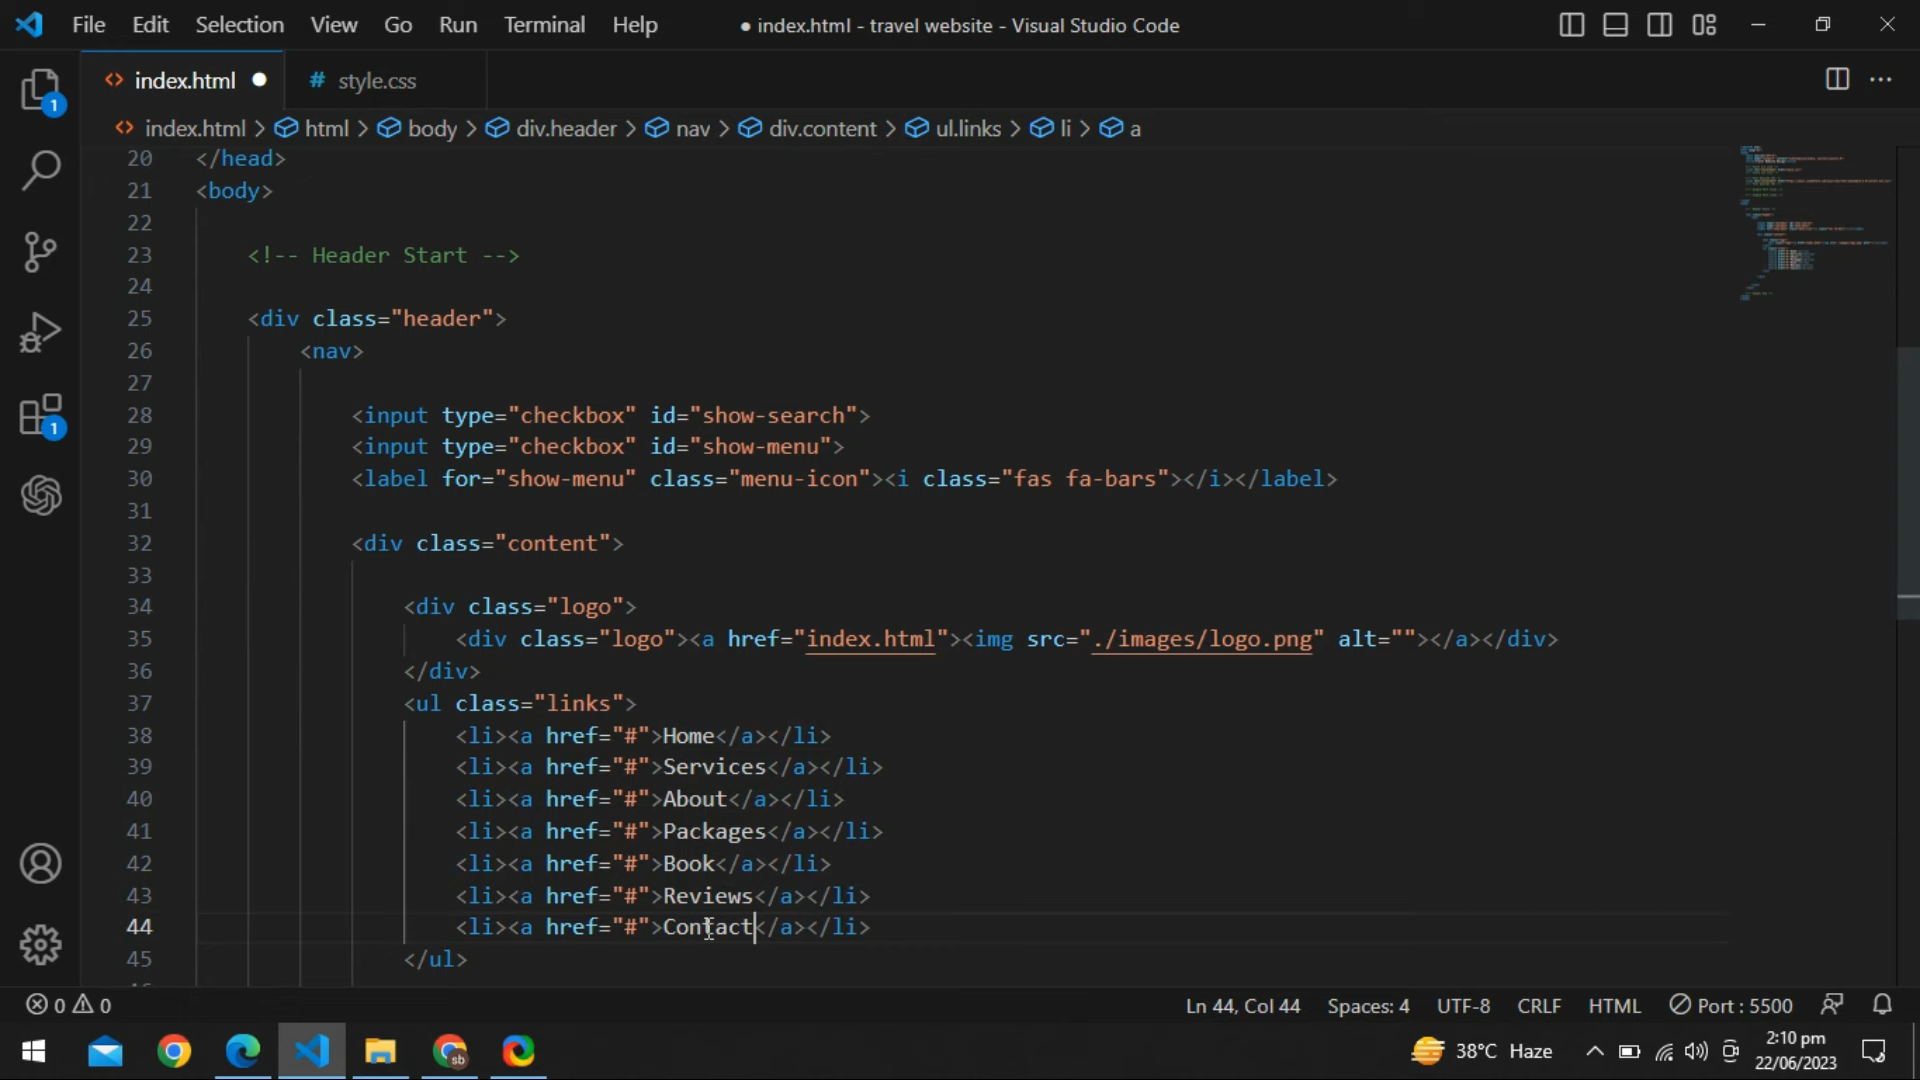 File Edit Selection View Go Run Terminal Help ● index.html - travel website - Visual Studio Code
<> index.html ● # style.css ···
<> index.html > html > body > div.header > nav > div.content > ul.links > li > a
20 </head>
21 <body>
22
23 <!-- Header Start -->
24
25 <div class="header">
26 <nav>
27
28 <input type="checkbox" id="show-search">
29 <input type="checkbox" id="show-menu">
30 <label for="show-menu" class="menu-icon"><i class="fas fa-bars"></i></label>
31
32 <div class="content">
33
34 <div class="logo">
35 <div class="logo"><a href="index.html"><img src="./images/logo.png" alt=""></a></div>
36 </div>
37 <ul class="links">
38 <li><a href="#">Home</a></li>
39 <li><a href="#">Services</a></li>
40 <li><a href="#">About</a></li>
41 <li><a href="#">Packages</a></li>
42 <li><a href="#">Book</a></li>
43 <li><a href="#">Reviews</a></li>
44 <li><a href="#">Contact</a></li>
45 </ul>
1
1
0 0 Ln 44, Col 44 Spaces: 4 UTF-8 CRLF HTML Port : 5500
sb 38°C Haze 2:10 pm
22/06/2023